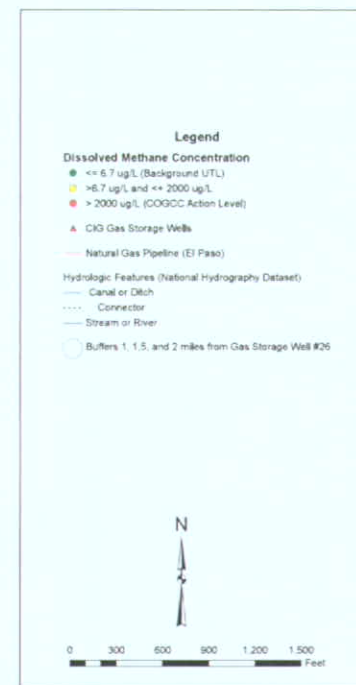 Legend
Dissolved Methane Concentration
<= 6.7 ug/L (Background UTL)
>6.7 ug/L and <= 2000 ug/L
> 2000 ug/L (COGCC Action Level)
CIG Gas Storage Wells
Natural Gas Pipeline (El Paso)
Hydrologic Features (National Hydrography Dataset)
Canal or Ditch
Connector
Stream or River
Buffers 1, 1.5, and 2 miles from Gas Storage Well #26
N
0 300 600 900 1,200 1,500
Feet